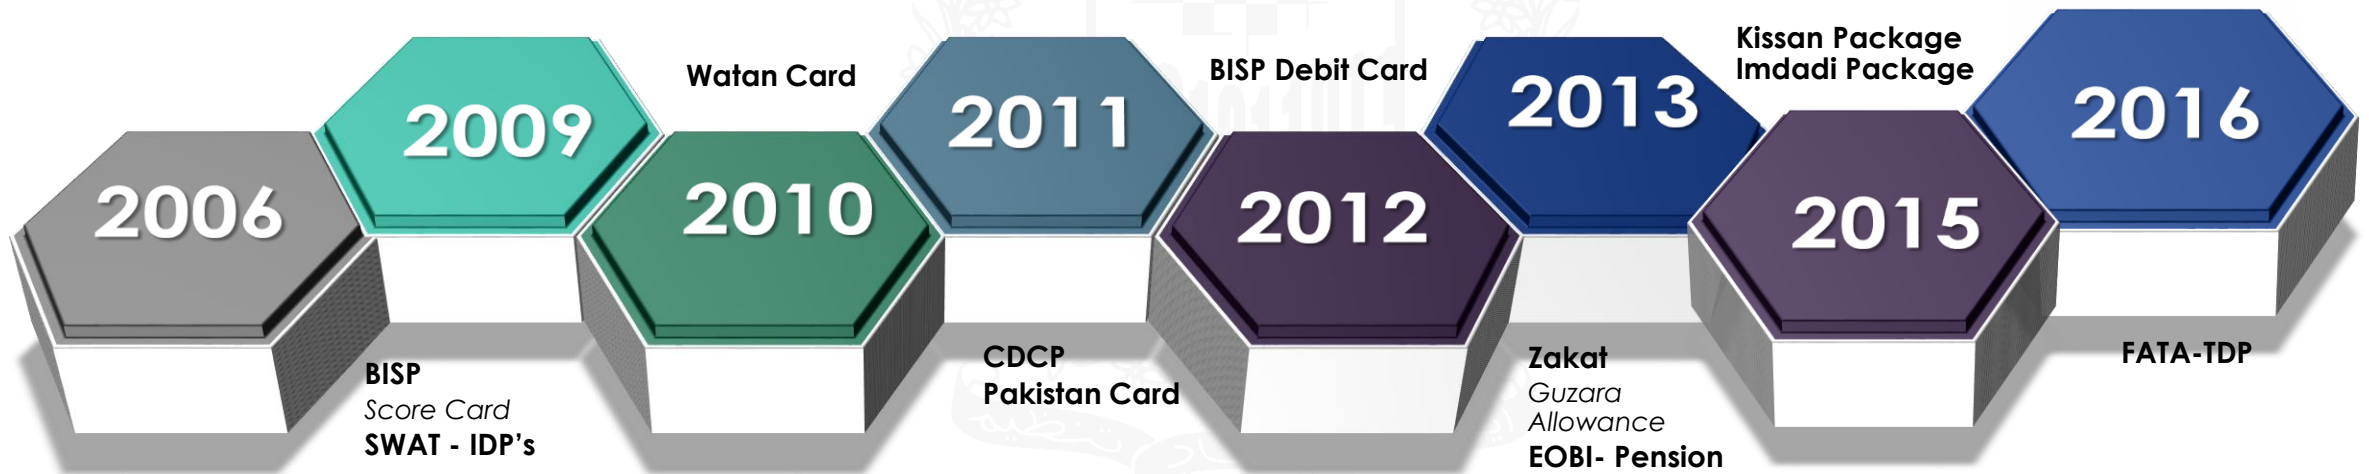 2006
2009
BISP
Score Card
SWAT - IDP's
Watan Card
2010
2011
CDCP
Pakistan Card
BISP Debit Card
2012
2013
Zakat
Guzara
Allowance
EOBI- Pension
Kissan Package
Imdadi Package
2015
2016
FATA-TDP